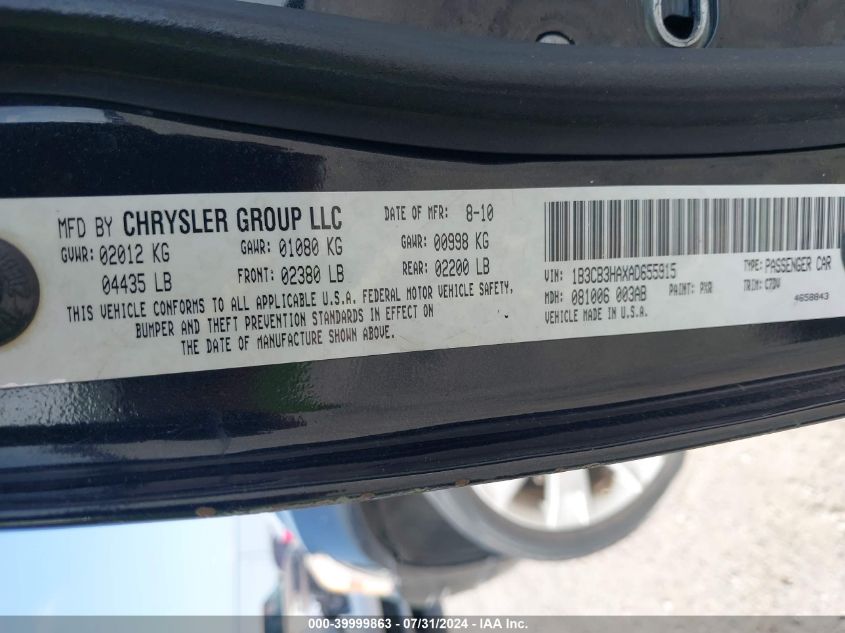 MFD BY CHRYSLER GROUP LLC DATE OF MFR: 8-10
GVWR: 02012 KG GAWR: 01080 KG GAWR: 00998 KG
04435 LB FRONT: 02380 LB REAR: 02200 LB
THIS VEHICLE CONFORMS TO ALL APPLICABLE U.S.A. FEDERAL MOTOR VEHICLE SAFETY,
BUMPER AND THEFT PREVENTION STANDARDS IN EFFECT ON
THE DATE OF MANUFACTURE SHOWN ABOVE.
VIN: 1B3CB3HAXAD655915 TYPE: PASSENGER CAR
MDH: 081006 003AB PAINT: PXR TRIM: C7DV
VEHICLE MADE IN U.S.A. 4658843
000-39999863 - 07/31/2024 - IAA Inc.